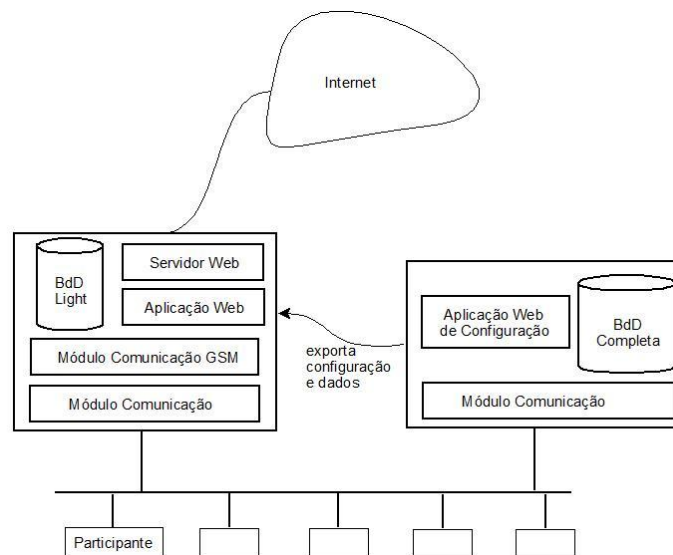 Internet
BdD
Light
Servidor Web
Aplicação Web
Módulo Comunicação GSM
Módulo Comunicação
exporta
configuração
e dados
Aplicação Web
de Configuração
BdD
Completa
Módulo Comunicação
Participante